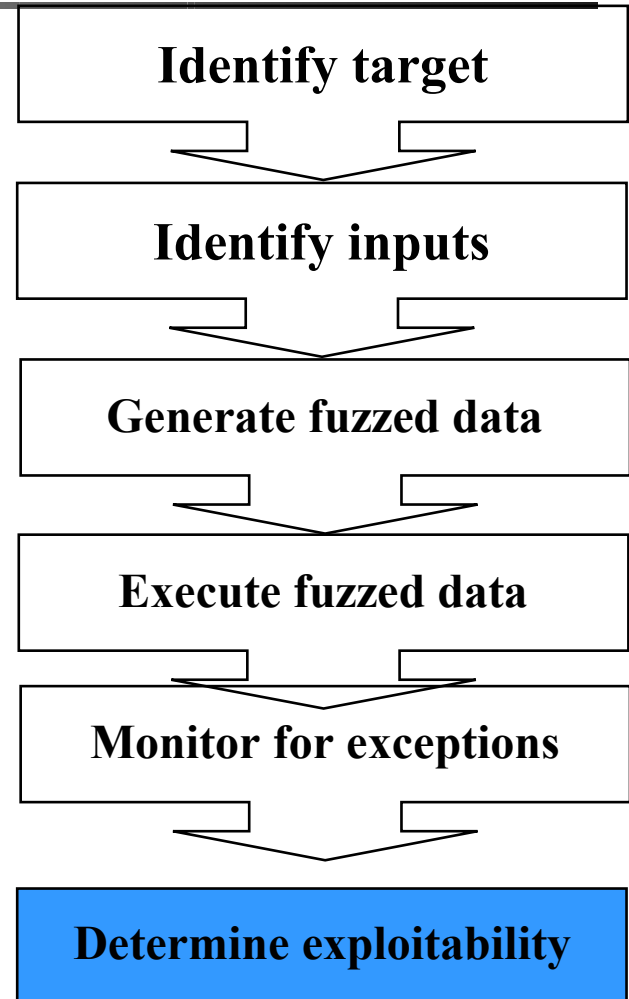 Identify target
Identify inputs
Generate fuzzed data
Execute fuzzed data
Monitor for exceptions
Determine exploitability